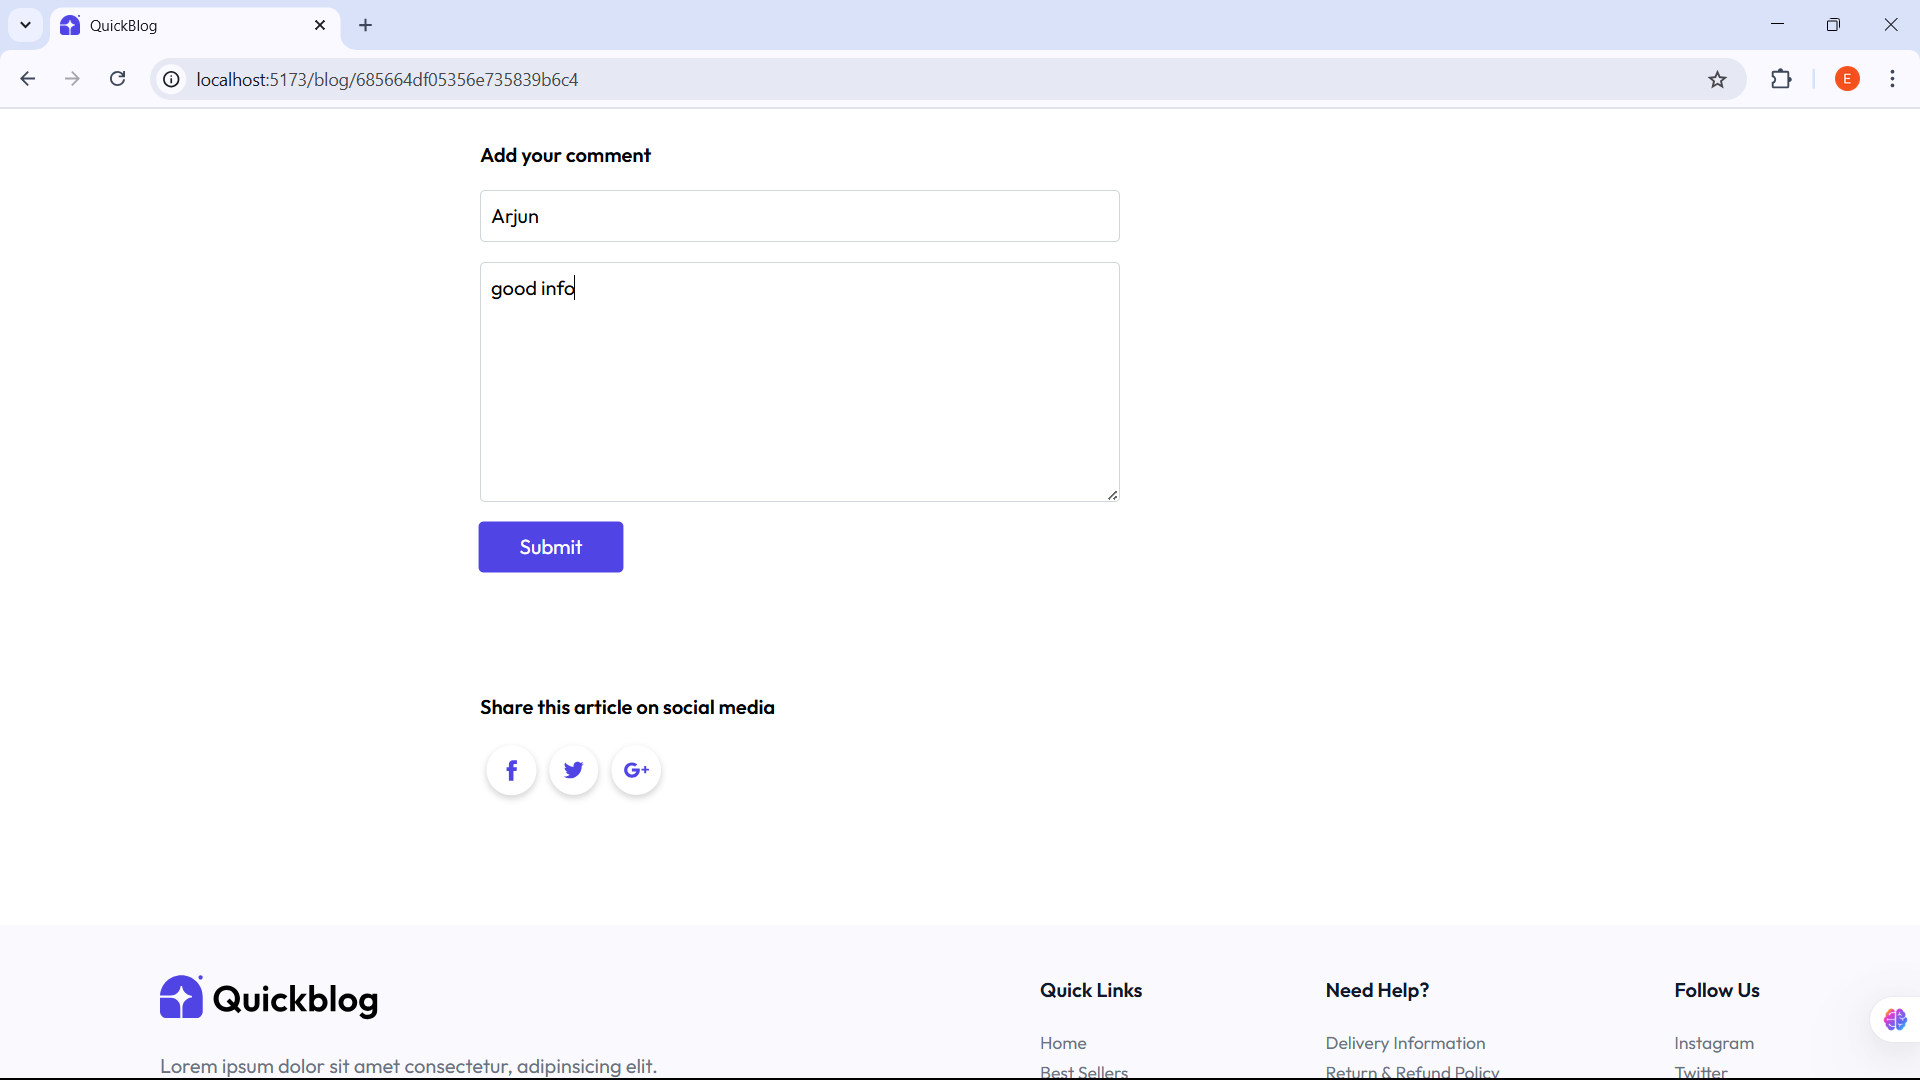 QuickBlog
localhost:5173/blog/685664df05356e735839b6c4
E
Add your comment
Arjun
good info
Submit
Share this article on social media
f
G+
Quickblog
Lorem ipsum dolor sit amet consectetur, adipinsicing elit.
Quick Links
Home
Best Sellers
Need Help?
Delivery Information
Return & Refund Policy
Follow Us
Instagram
Twitter